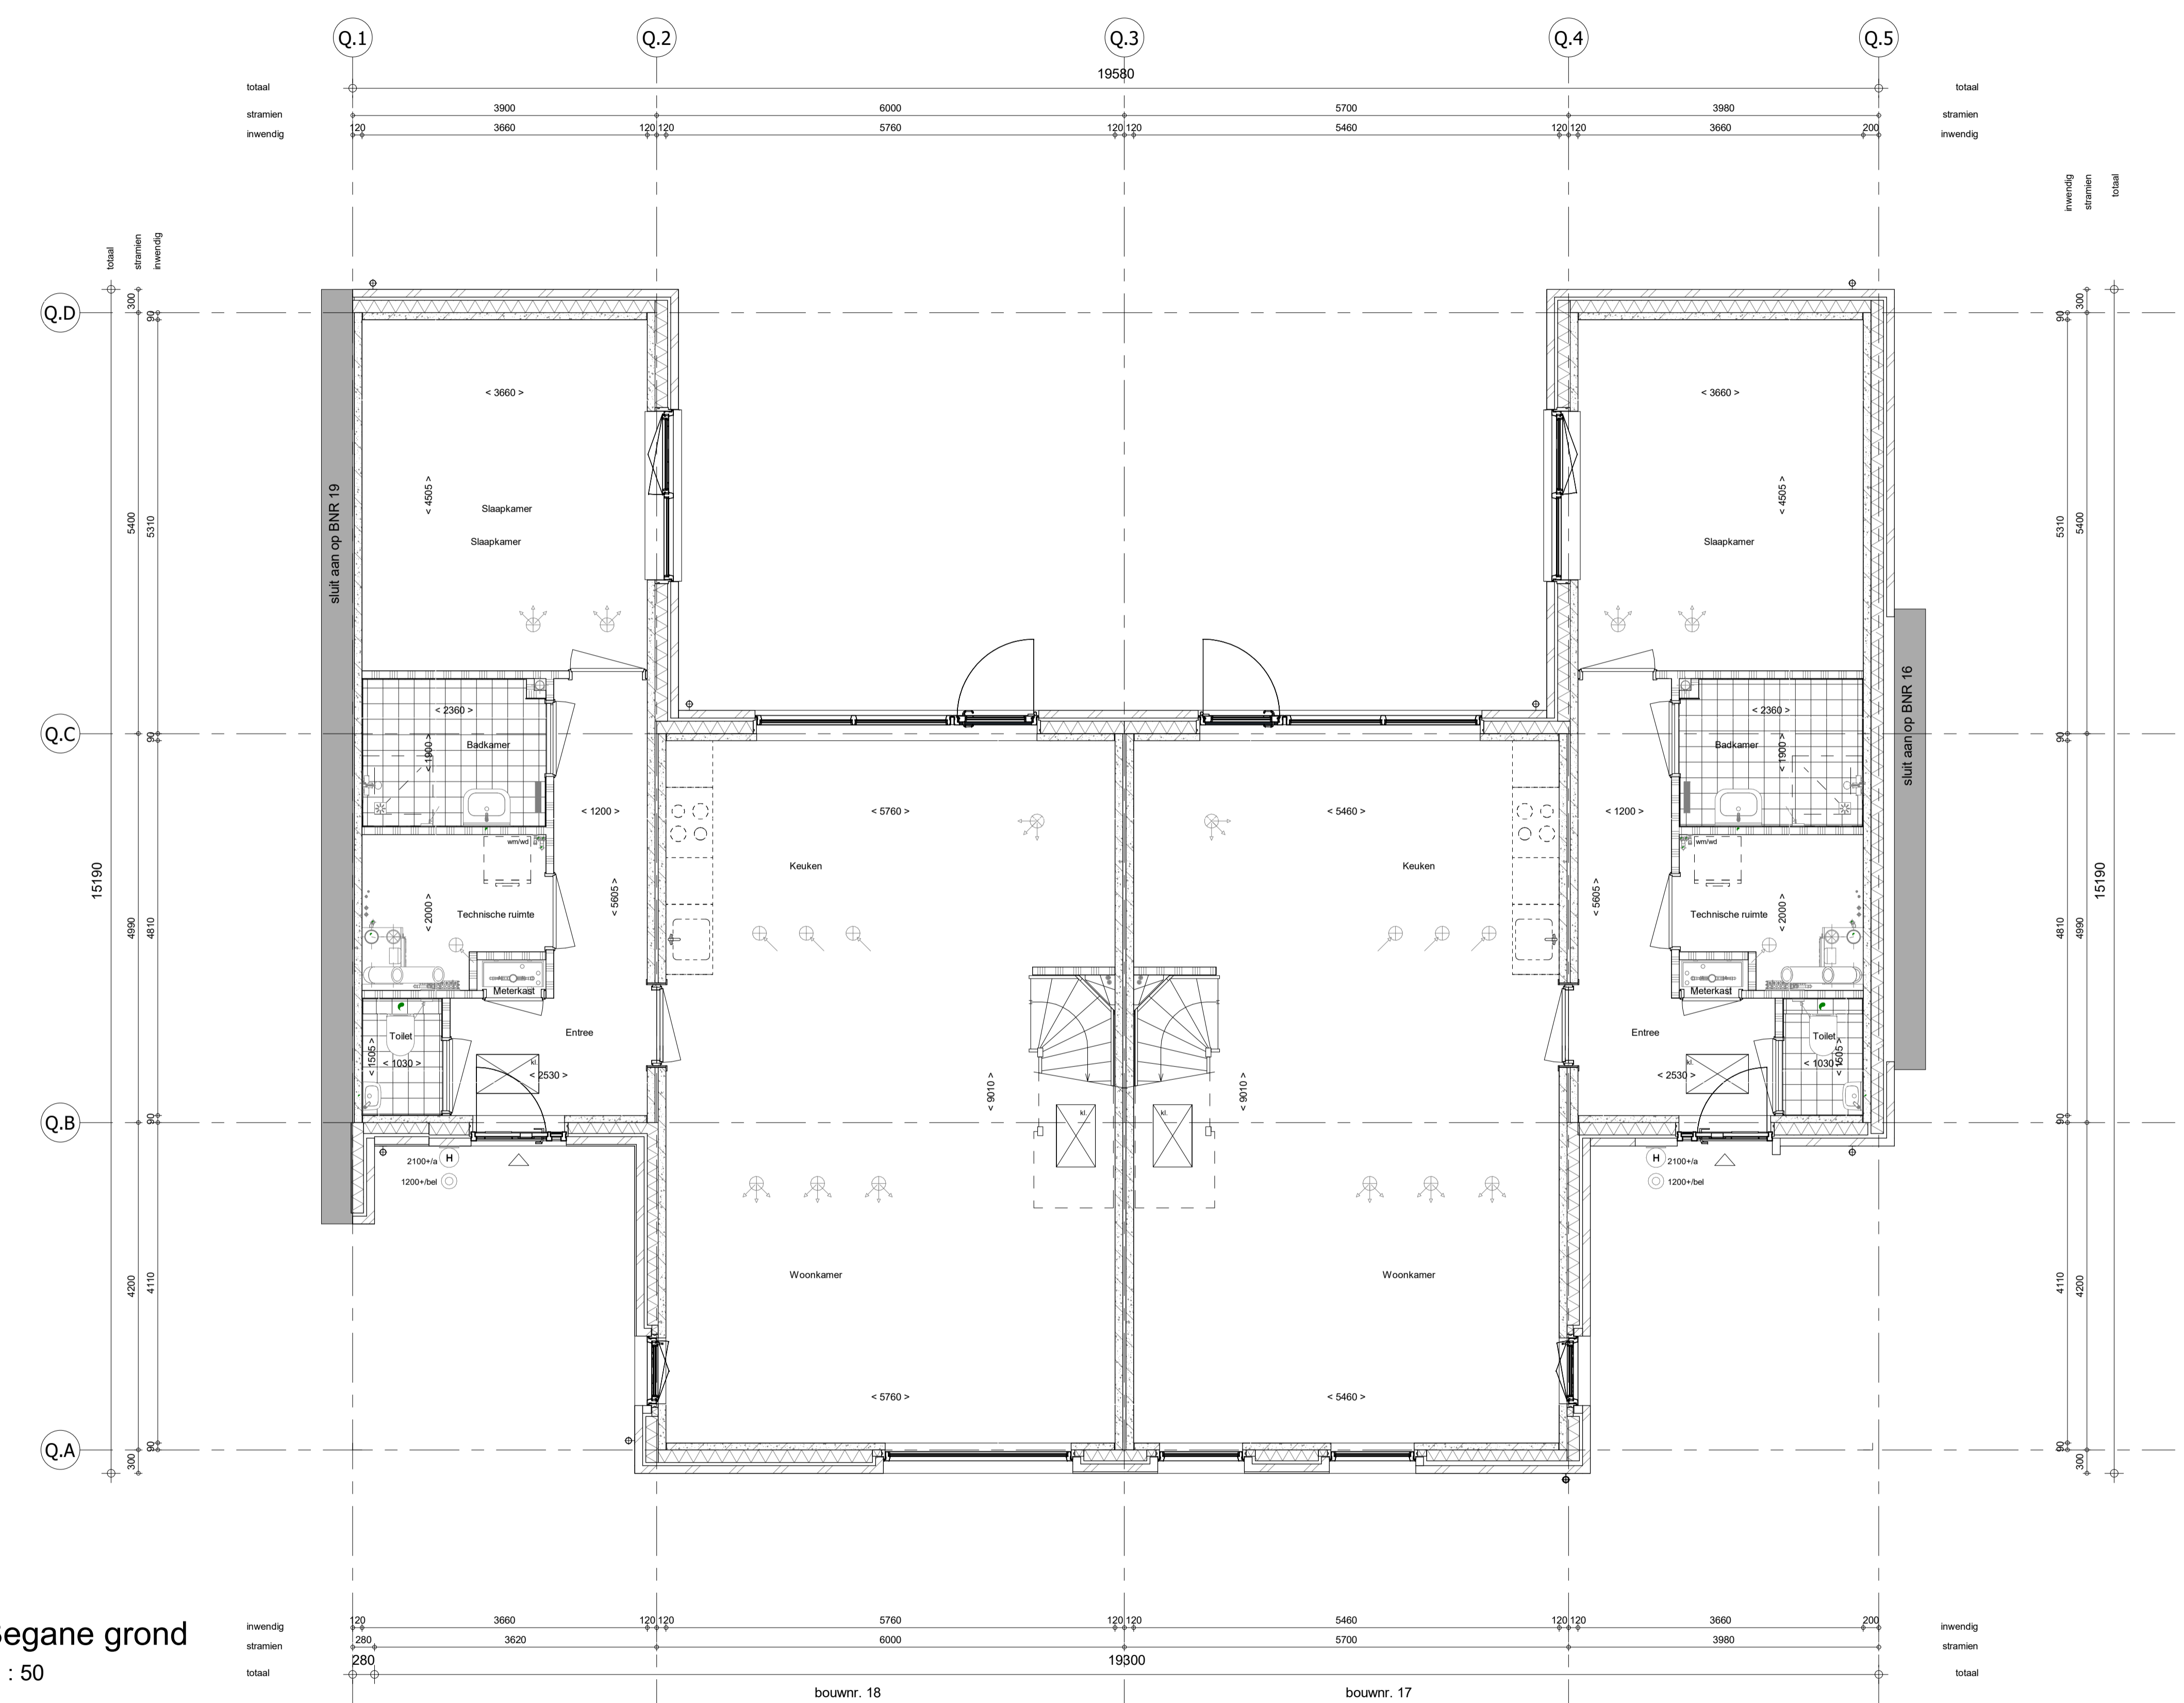 Q.1 Q.2 Q.3 Q.4 Q.5
19580
totaal totaal
3900 6000 5700 3980
stramien stramien
120 3660 120 120 5760 120 120 5460 120 120 3660 200
inwendig inwendig
totaal stramien inwendig
inwendig stramien totaal
Q.D
300 90
90 300
< 3660 > < 3660 >
sluit aan op BNR 19
< 4505 > < 4505 >
Slaapkamer
5400 5310
5310 5400
Slaapkamer Slaapkamer
sluit aan op BNR 16
< 2360 > < 2360 >
Q.C
90
90
Badkamer Badkamer
< 1900 > < 1900 >
< 1200 > < 5760 > < 5460 > < 1200 >
wm/wd wm/wd
Keuken Keuken
15190 15190
< 5605 > < 5605 >
Technische ruimte Technische ruimte
< 2000 > < 2000 >
4990 4810
4810 4990
Meterkast Meterkast
Toilet Entree Entree Toilet
< 1505 > < 1030 > kl. kl. < 1030 > < 1505 >
< 2530 > < 2530 >
< 9010 > < 9010 >
kl. kl.
Q.B
90
90
2100+/a H H 2100+/a
1200+/bel 1200+/bel
Woonkamer Woonkamer
4200 4110
4110 4200
< 5760 > < 5460 >
Q.A
90 300
90 300
120 3660 120 120 5760 120 120 5460 120 120 3660 200
inwendig inwendig
egane grond
280 3620 6000 5700 3980
stramien stramien
280 19300
: 50
totaal totaal
bouwnr. 18 bouwnr. 17